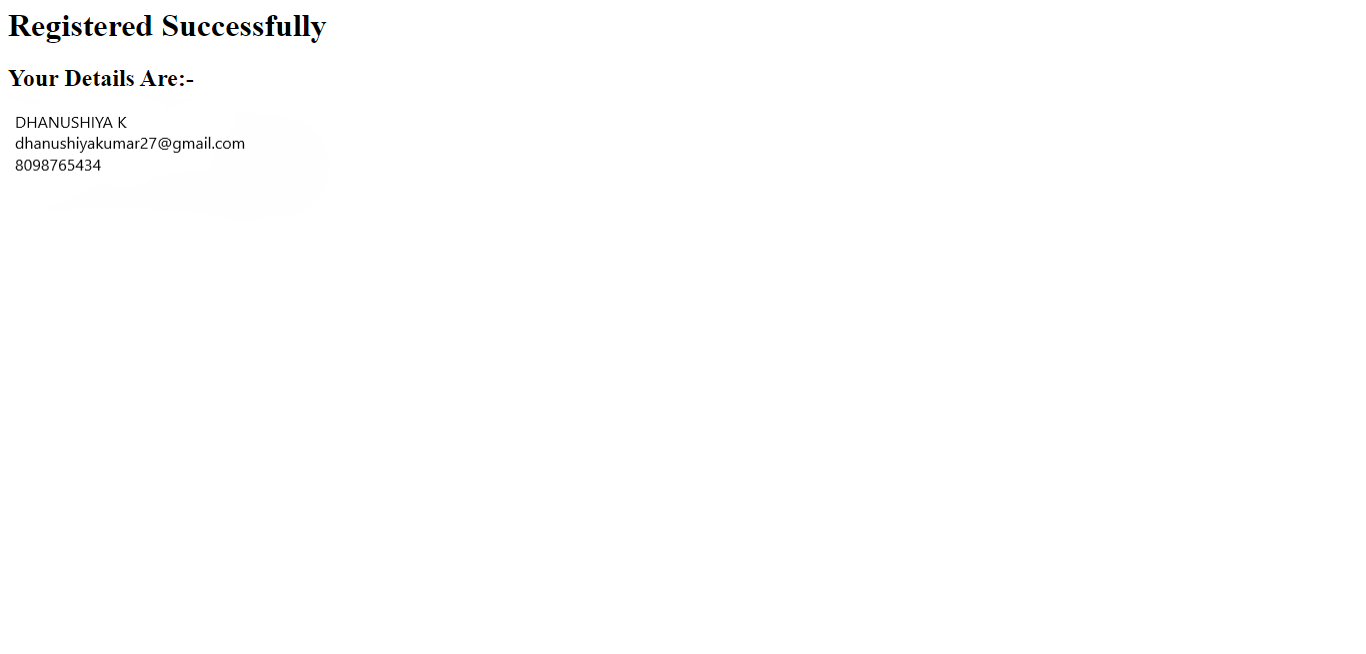 Registered Successfully
Your Details Are:-
DHANUSHIYA K
dhanushiyakumar27@gmail.com
8098765434